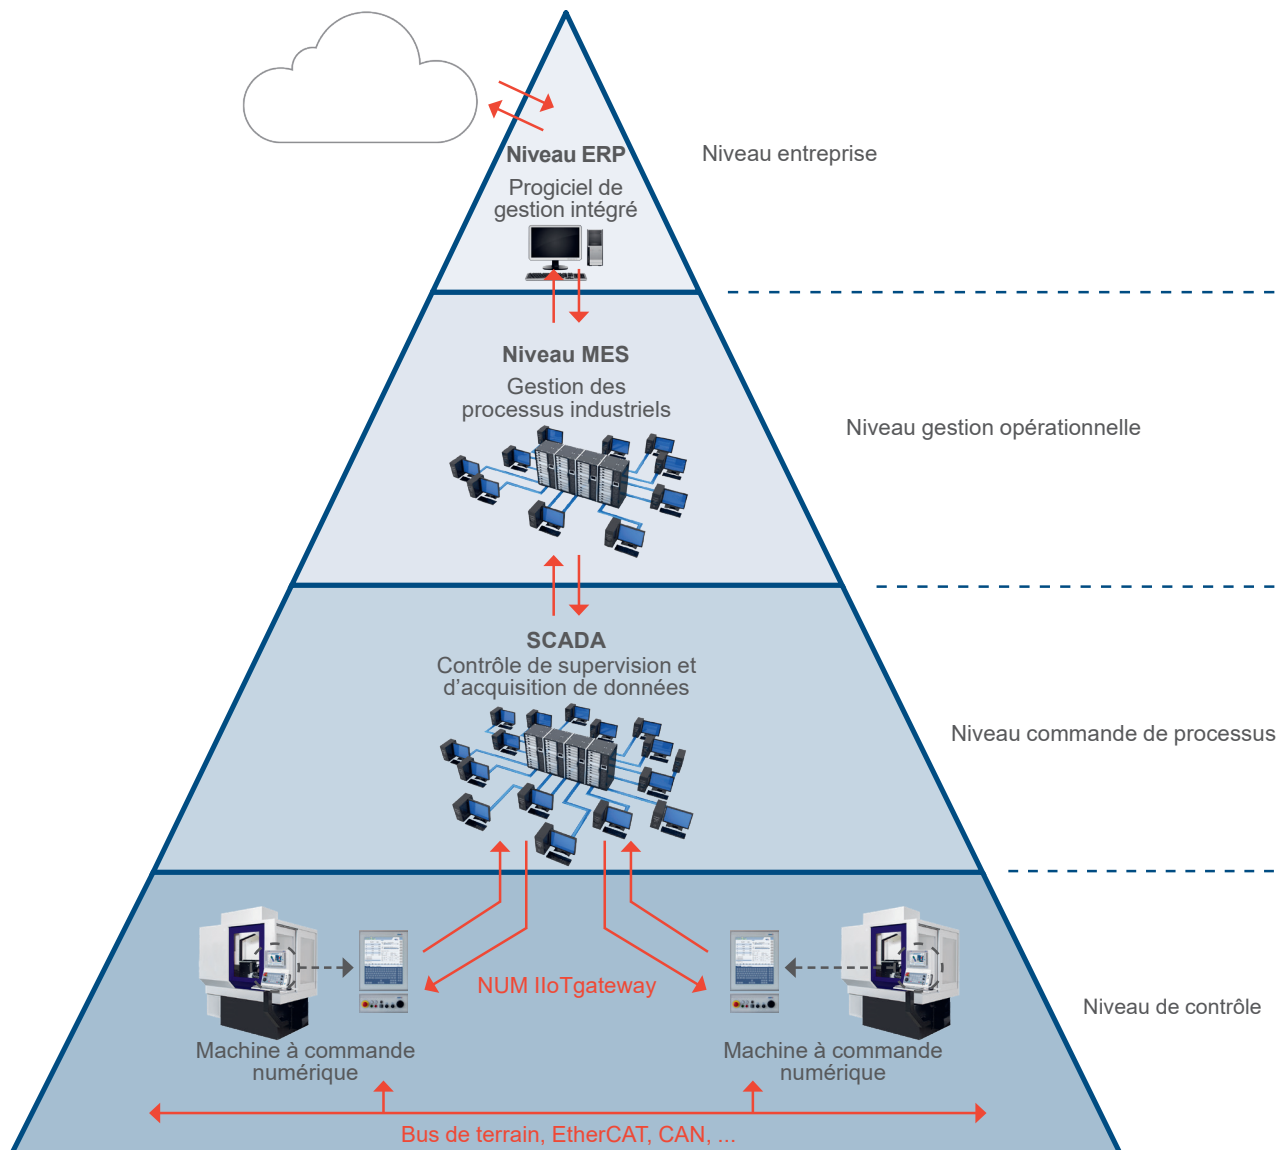 Niveau ERP
Niveau entreprise
Progiciel de
gestion intégré
Niveau MES
Gestion des
processus industriels
Niveau gestion opérationnelle
SCADA
Contrôle de supervision et
d’acquisition de données
Niveau commande de processus
NUM IIoTgateway
Niveau de contrôle
Machine à commande
numérique
Machine à commande
numérique
Bus de terrain, EtherCAT, CAN, ...